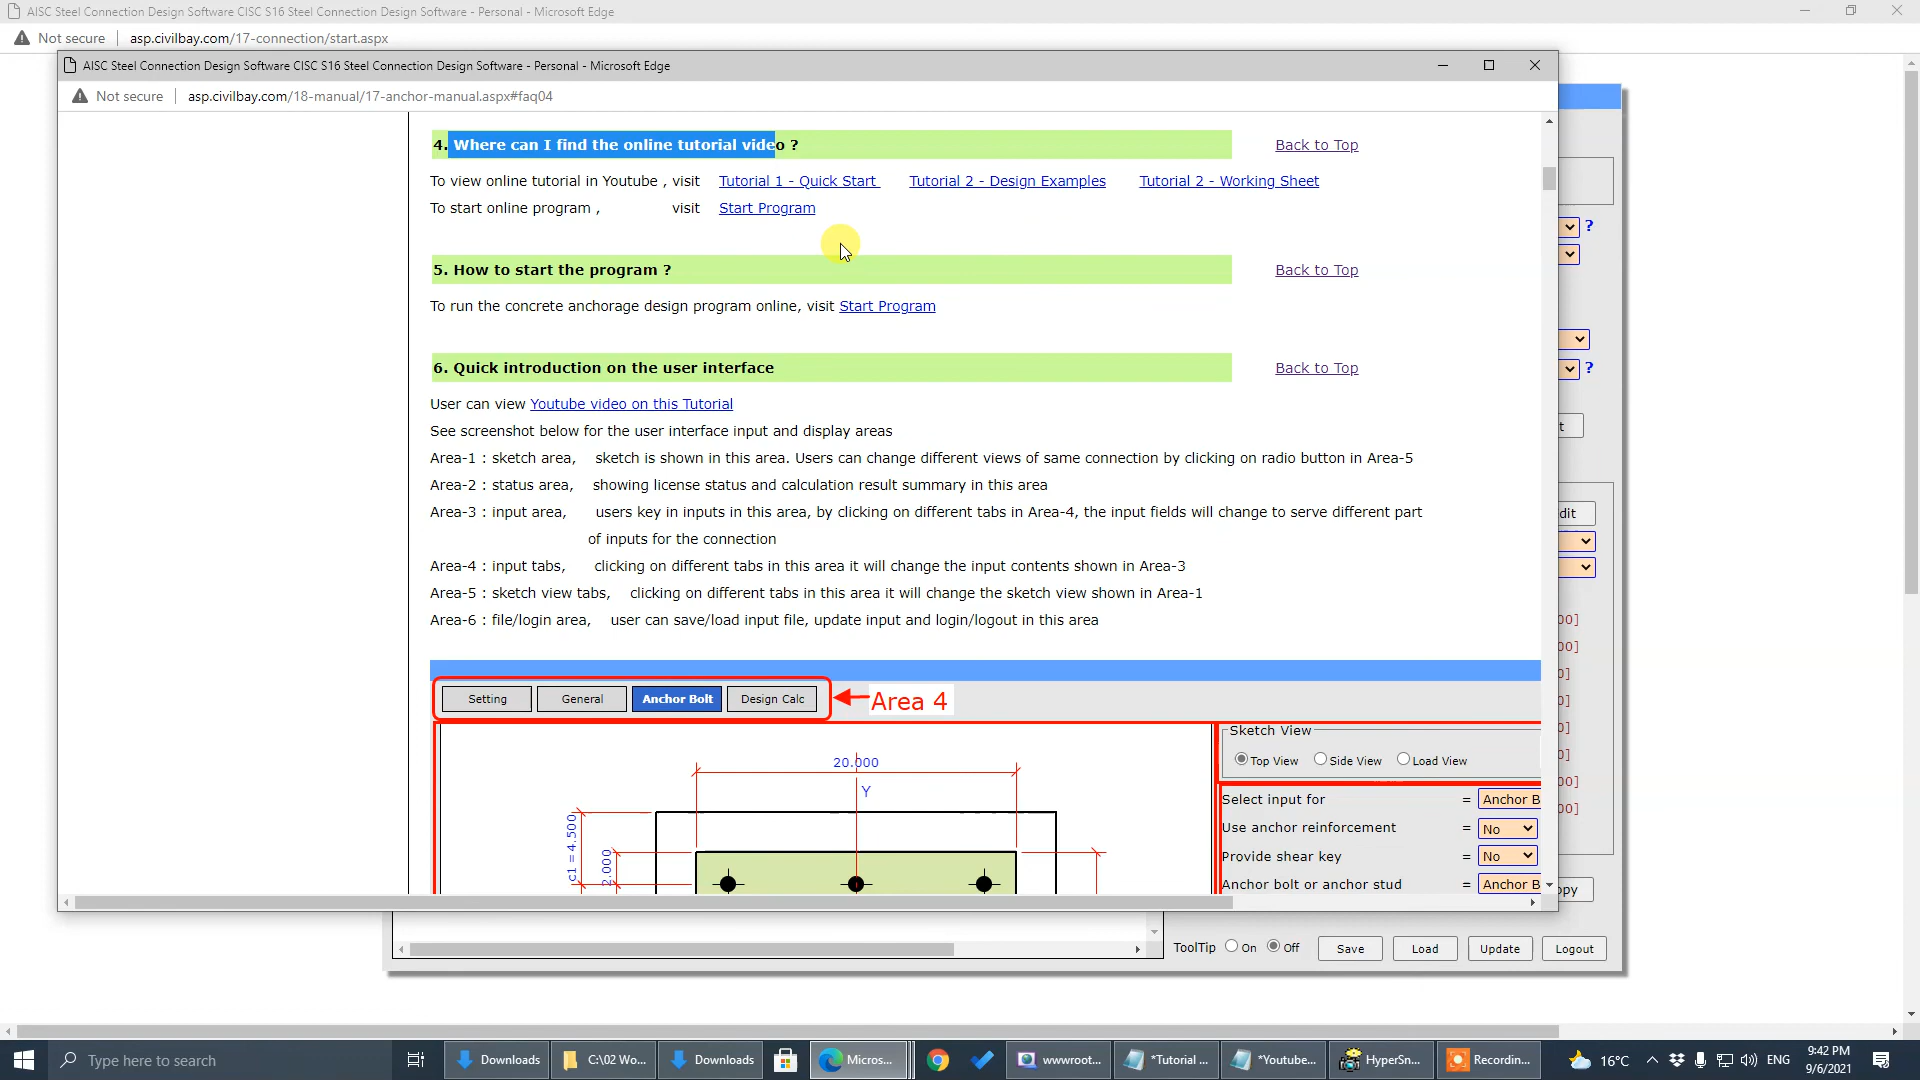 AISC Steel Connection Design Software CISC S16 Steel Connection Design Software - Personal - Microsoft Edge
Not secure asp.civilbay.com/17-connection/start.aspx
AISC Steel Connection Design Software CISC S16 Steel Connection Design Software - Personal - Microsoft Edge
Not secure asp.civilbay.com/18-manual/17-anchor-manual.aspx#faq04
4. Where can I find the online tutorial video ? Back to Top
To view online tutorial in Youtube , visit Tutorial 1 - Quick Start Tutorial 2 - Design Examples Tutorial 2 - Working Sheet
To start online program , visit Start Program
?
5. How to start the program ? Back to Top
To run the concrete anchorage design program online, visit Start Program
6. Quick introduction on the user interface Back to Top
?
User can view Youtube video on this Tutorial
See screenshot below for the user interface input and display areas
t
Area-1 : sketch area, sketch is shown in this area. Users can change different views of same connection by clicking on radio button in Area-5
Area-2 : status area, showing license status and calculation result summary in this area
Area-3 : input area, users key in inputs in this area, by clicking on different tabs in Area-4, the input fields will change to serve different part
dit
of inputs for the connection
Area-4 : input tabs, clicking on different tabs in this area it will change the input contents shown in Area-3
Area-5 : sketch view tabs, clicking on different tabs in this area it will change the sketch view shown in Area-1
Area-6 : file/login area, user can save/load input file, update input and login/logout in this area
00]
00]
0]
Setting General Anchor Bolt Design Calc Area 4
0]
0]
Sketch View
Top View Side View Load View
0]
20.000
00]
Y
Select input for = Anchor B
00]
Use anchor reinforcement = No
c1=4.500
2.000
Provide shear key = No
Anchor bolt or anchor stud = Anchor B
opy
ToolTip On Off Save Load Update Logout
Type here to search
Downloads C:\02 Wo... Downloads Micros... wwwroot... *Tutorial ... *Youtube... HyperSn... Recordin... 16°C ENG
9:42 PM
9/6/2021